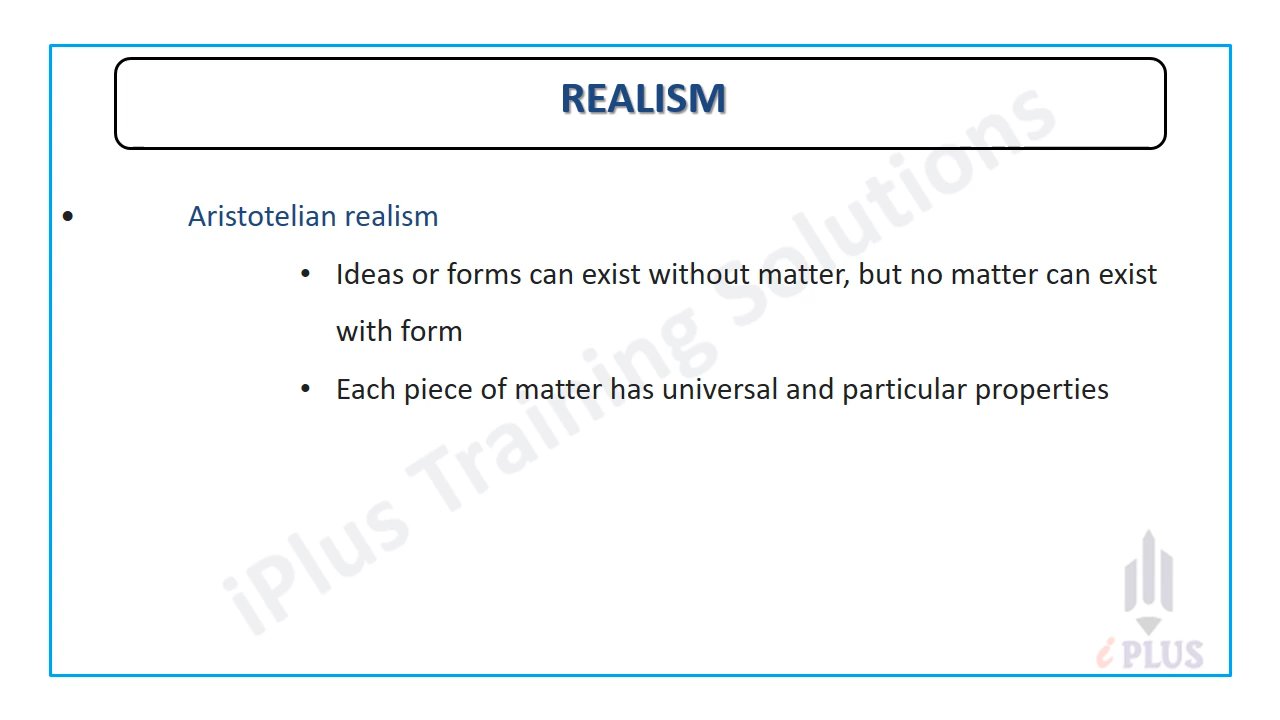 REALISM
• Aristotelian realism
• Ideas or forms can exist without matter, but no matter can exist
with form
• Each piece of matter has universal and particular properties
iPlus Training Solutions
i PLUS